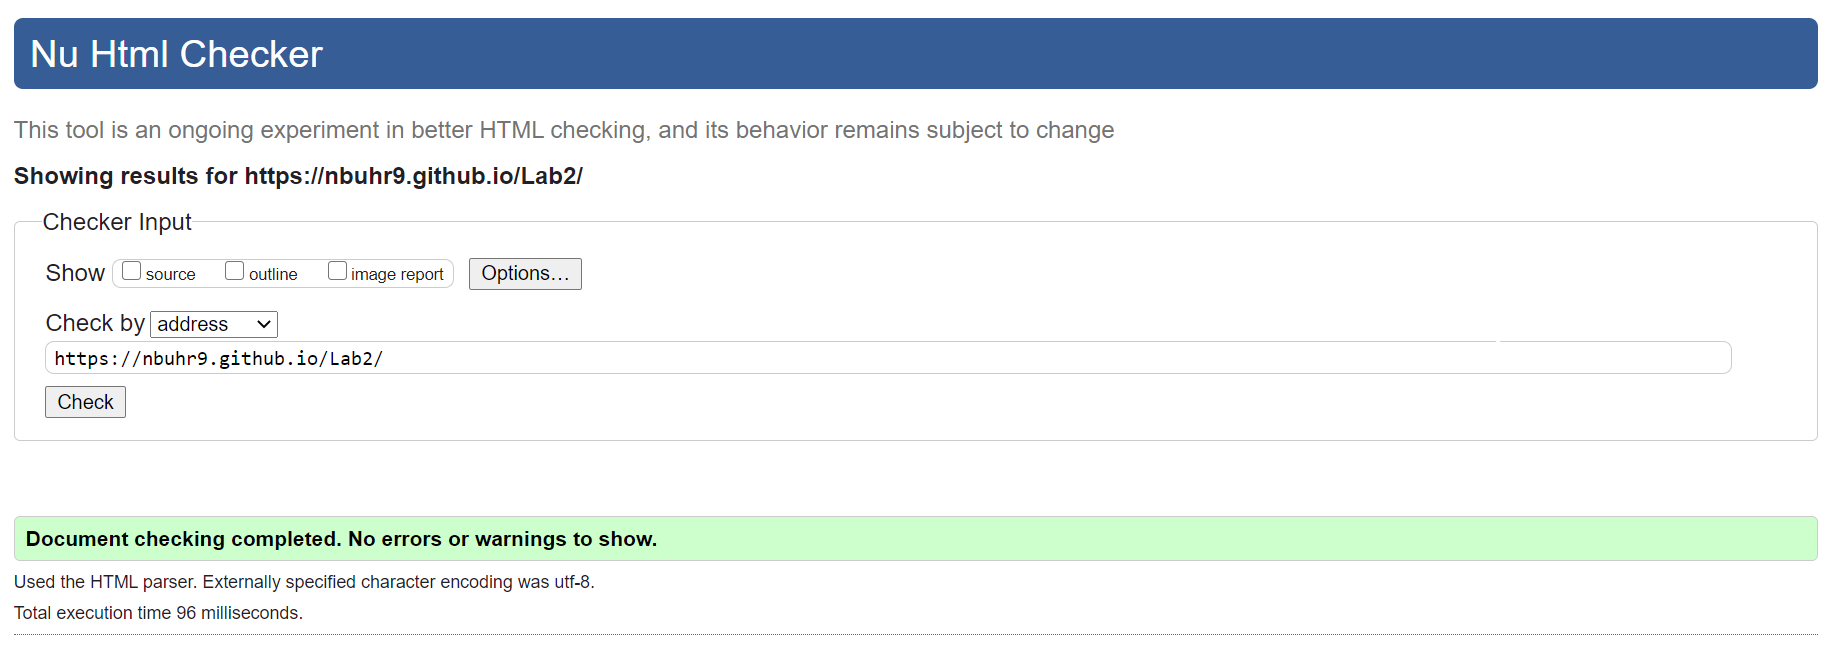 Nu Html Checker
This tool is an ongoing experiment in better HTML checking, and its behavior remains subject to change
Showing results for https://nbuhr9.github.io/Lab2/
Checker Input
Show source outline image report Options…
Check by address
https://nbuhr9.github.io/Lab2/
Check
Document checking completed. No errors or warnings to show.
Used the HTML parser. Externally specified character encoding was utf-8.
Total execution time 96 milliseconds.